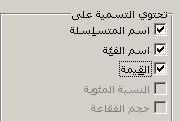 تحتوي التسمية على
اسم المتسلسلة
اسم الفئة
القيمة
النسبة المئوية
حجم الفقاعة